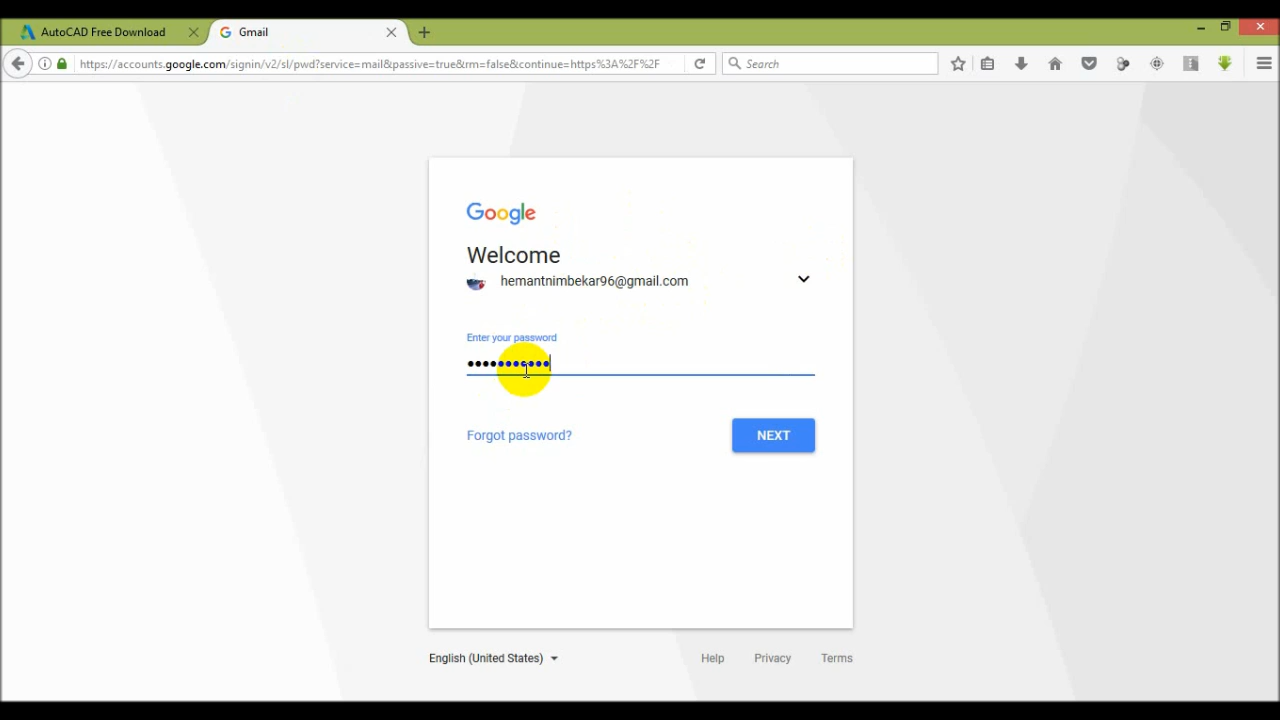 AutoCAD Free Download
Gmail
https://accounts.google.com/signin/v2/sl/pwd?service=mail&passive=true&rm=false&continue=https%3A%2F%2F
Search
Google
Welcome
hemantnimbekar96@gmail.com
Enter your password
•••••••••••
Forgot password?
NEXT
English (United States)
Help
Privacy
Terms